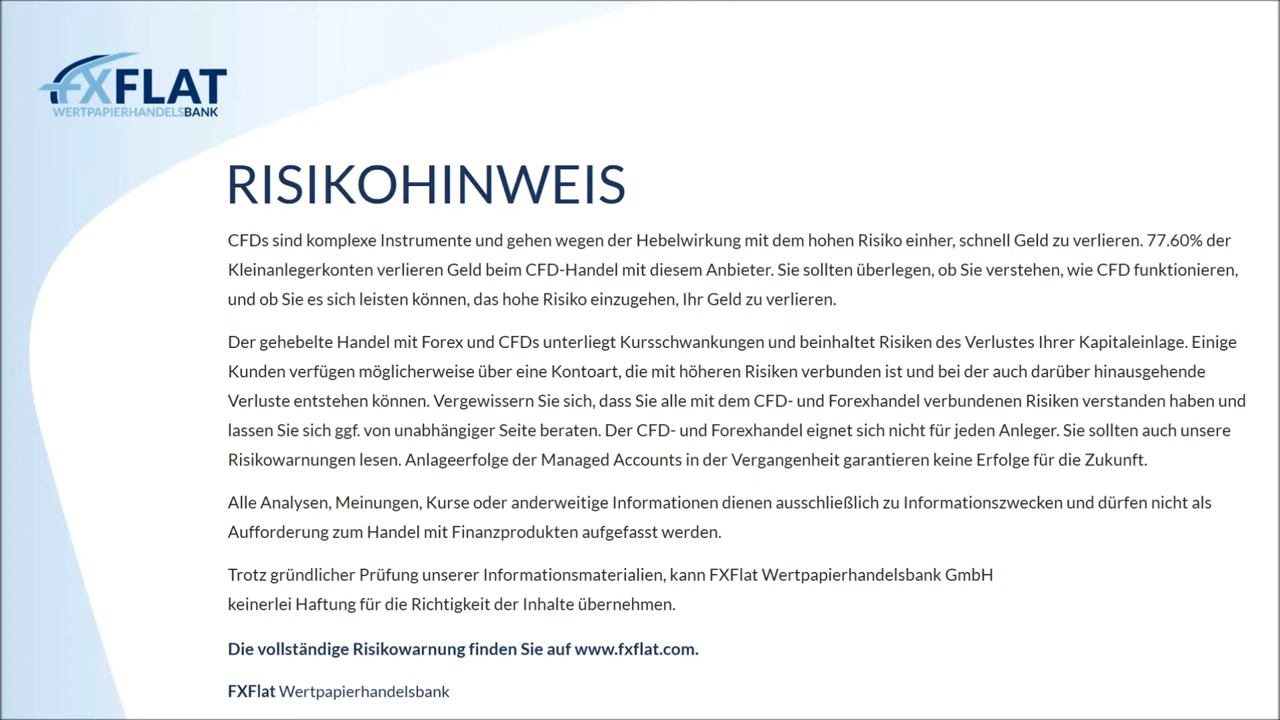 FXFLAT
WERTPAPIERHANDELSBANK
RISIKOHINWEIS
CFDs sind komplexe Instrumente und gehen wegen der Hebelwirkung mit dem hohen Risiko einher, schnell Geld zu verlieren. 77.60% der
Kleinanlegerkonten verlieren Geld beim CFD-Handel mit diesem Anbieter. Sie sollten überlegen, ob Sie verstehen, wie CFD funktionieren,
und ob Sie es sich leisten können, das hohe Risiko einzugehen, Ihr Geld zu verlieren.
Der gehebelte Handel mit Forex und CFDs unterliegt Kursschwankungen und beinhaltet Risiken des Verlustes Ihrer Kapitaleinlage. Einige
Kunden verfügen möglicherweise über eine Kontoart, die mit höheren Risiken verbunden ist und bei der auch darüber hinausgehende
Verluste entstehen können. Vergewissern Sie sich, dass Sie alle mit dem CFD- und Forexhandel verbundenen Risiken verstanden haben und
lassen Sie sich ggf. von unabhängiger Seite beraten. Der CFD- und Forexhandel eignet sich nicht für jeden Anleger. Sie sollten auch unsere
Risikowarnungen lesen. Anlageerfolge der Managed Accounts in der Vergangenheit garantieren keine Erfolge für die Zukunft.
Alle Analysen, Meinungen, Kurse oder anderweitige Informationen dienen ausschließlich zu Informationszwecken und dürfen nicht als
Aufforderung zum Handel mit Finanzprodukten aufgefasst werden.
Trotz gründlicher Prüfung unserer Informationsmaterialien, kann FXFlat Wertpapierhandelsbank GmbH
keinerlei Haftung für die Richtigkeit der Inhalte übernehmen.
Die vollständige Risikowarnung finden Sie auf www.fxflat.com.
FXFlat Wertpapierhandelsbank